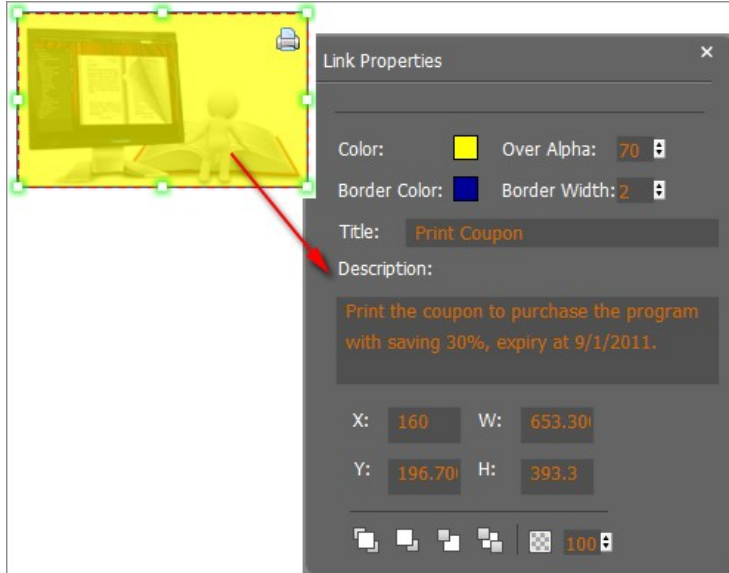 Link Properties
Color: Over Alpha: 70
Border Color: Border Width: 2
Title: Print Coupon
Description:
Print the coupon to purchase the program
with saving 30%, expiry at 9/1/2011.
X: 160 W: 653.30
Y: 196.70 H: 393.3
100